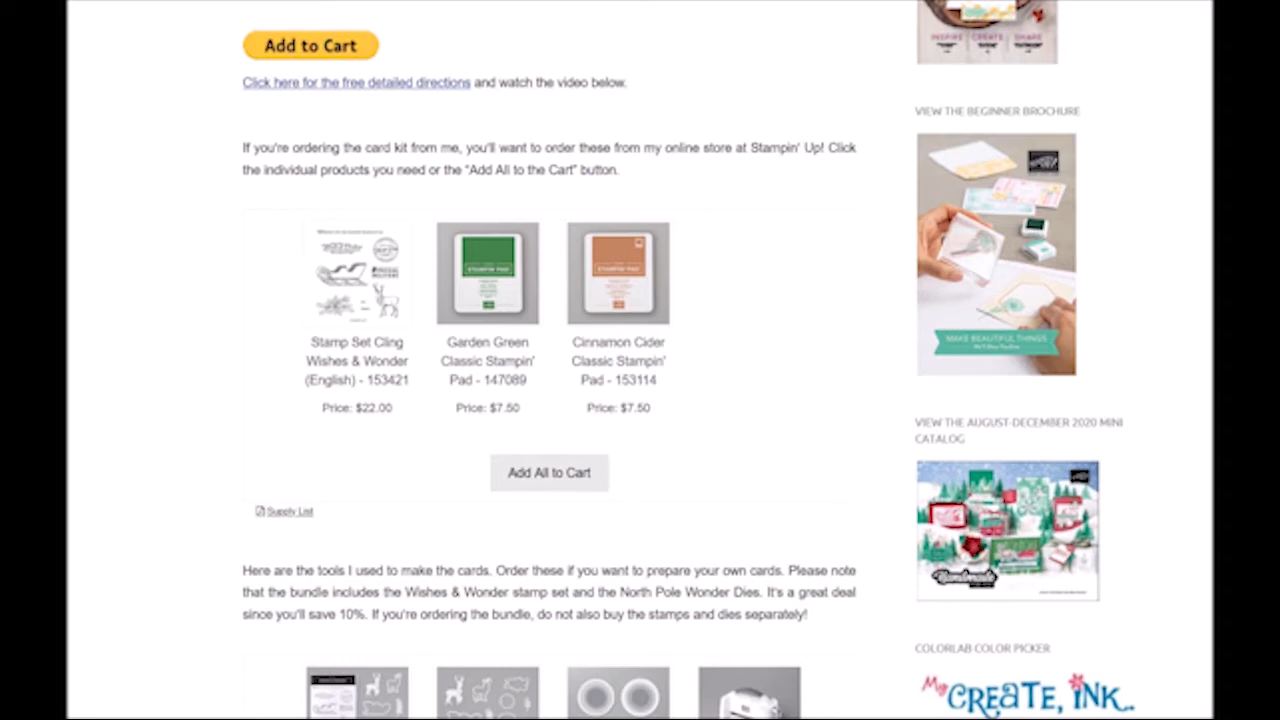 Add to Cart
Click here for the free detailed directions and watch the video below.
If you're ordering the card kit from me, you'll want to order these from my online store at Stampin' Up! Click
the individual products you need or the "Add All to the Cart" button.
Stamp Set Cling
Wishes & Wonder
(English) - 153421
Price: $22.00
STAMPIN' PAD
Garden Green
Classic Stampin'
Pad - 147089
Price: $7.50
STAMPIN' PAD
Cinnamon Cider
Classic Stampin'
Pad - 153114
Price: $7.50
Add All to Cart
Supply List
Here are the tools I used to make the cards. Order these if you want to prepare your own cards. Please note
that the bundle includes the Wishes & Wonder stamp set and the North Pole Wonder Dies. It's a great deal
since you'll save 10%. If you're ordering the bundle, do not also buy the stamps and dies separately!
INSPIRE CREATE SHARE
VIEW THE BEGINNER BROCHURE
MAKE BEAUTIFUL THINGS
VIEW THE AUGUST-DECEMBER 2020 MINI
CATALOG
Handmade
COLORLAB COLOR PICKER
My
CREATE, INK.